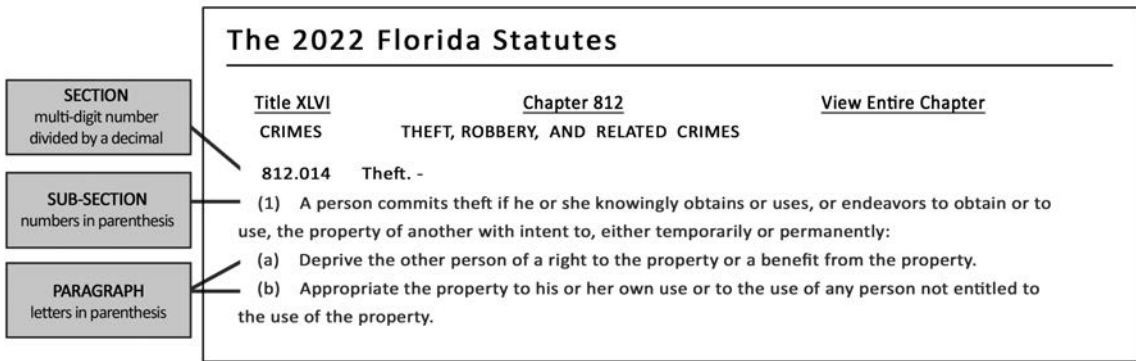 The 2022 Florida Statutes
SECTION
multi-digit number
divided by a decimal
Title XLVI Chapter 812 View Entire Chapter
CRIMES THEFT, ROBBERY, AND RELATED CRIMES
812.014 Theft. -
SUB-SECTION
numbers in parenthesis
(1) A person commits theft if he or she knowingly obtains or uses, or endeavors to obtain or to
use, the property of another with intent to, either temporarily or permanently:
PARAGRAPH
letters in parenthesis
(a) Deprive the other person of a right to the property or a benefit from the property.
(b) Appropriate the property to his or her own use or to the use of any person not entitled to
the use of the property.